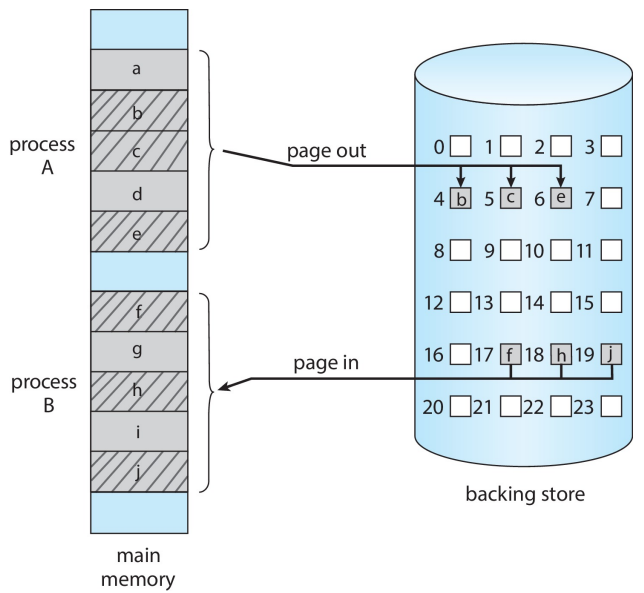 a
b
c
d
e
process
A
f
g
h
i
j
process
B
main
memory
page out
page in
0 1 2 3
4 b 5 c 6 e 7
8 9 10 11
12 13 14 15
16 17 f 18 h 19 j
20 21 22 23
backing store